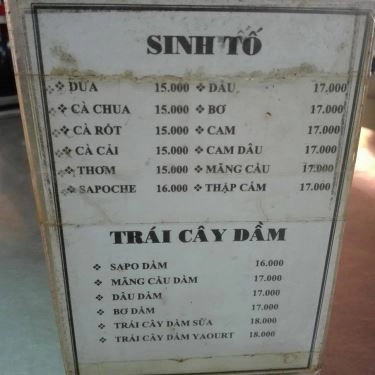 SINH TỐ
❖ DỪA 15.000 ❖ DÂU 17.000
❖ CÀ CHUA 15.000 ❖ BƠ 17.000
❖ CÀ RỐT 15.000 ❖ CAM 17.000
❖ CÀ CẢI 15.000 ❖ CAM DÂU 17.000
❖ THƠM 15.000 ❖ MÃNG CẦU 17.000
❖ SAPOCHE 16.000 ❖ THẬP CẨM 17.000
TRÁI CÂY DẦM
❖ SAPO DẦM 16.000
❖ MÃNG CẦU DẦM 17.000
❖ DÂU DẦM 17.000
❖ BƠ DẦM 17.000
❖ TRÁI CÂY DẦM SỮA 18.000
❖ TRÁI CÂY DẦM YAOURT 18.000